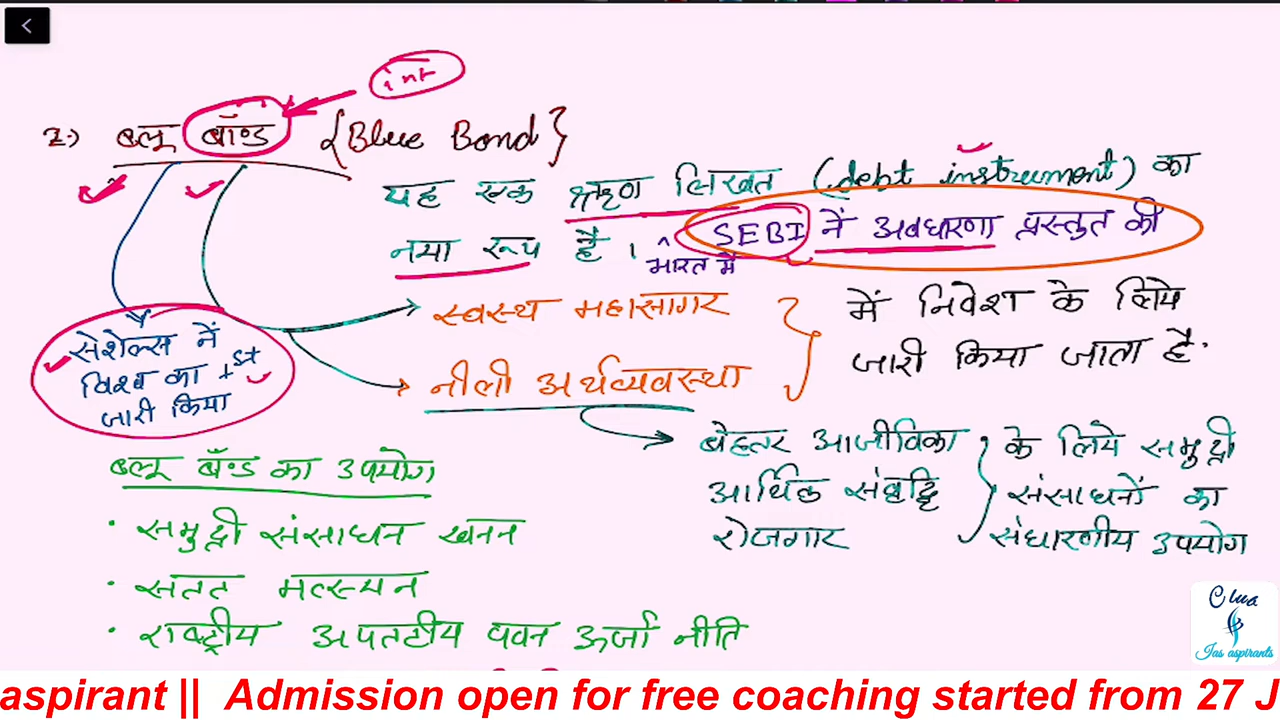 int
2.) ब्लू बॉण्ड {Blue Bond}
यह एक ऋण लिखत (debt instrument) का
नया रूप है । भारत में SEBI नें अवधारणा प्रस्तुत की
स्वस्थ महासागर
नीली अर्थव्यवस्था
में निवेश के लिये
जारी किया जाता है.
सेशेल्स नें
विश्व का 1st
जारी किया
बेहतर आजीविका
आर्थिक संवृद्धि
रोजगार
के लिये समुद्री
संसाधनों का
संधारणीय उपयोग
ब्लू बॉण्ड का उपयोग
• समुद्री संसाधन खनन
• सतत मत्स्यन
• राष्ट्रीय अपतटीय पवन ऊर्जा नीति
Clue
Ias aspirants
aspirant || Admission open for free coaching started from 27 J